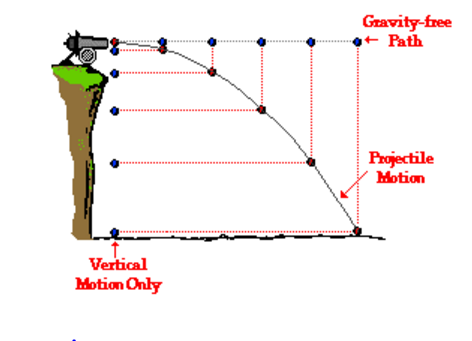 Gravity-free
Path
Projectile
Motion
Vertical
Motion Only